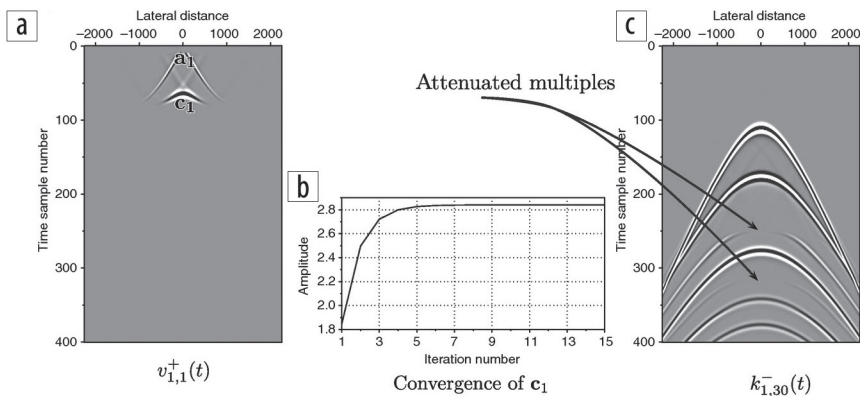 a
Lateral distance
−2000 −1000 0 1000 2000
Time sample number
0
100
200
300
400
a1
c1
v^+_{1,1}(t)
Attenuated multiples
b
Amplitude
2.8
2.6
2.4
2.2
2.0
1.8
1 3 5 7 9 11 13 15
Iteration number
Convergence of c1
c
Lateral distance
−2000 −1000 0 1000 2000
Time sample number
0
100
200
300
400
k^−_{1,30}(t)